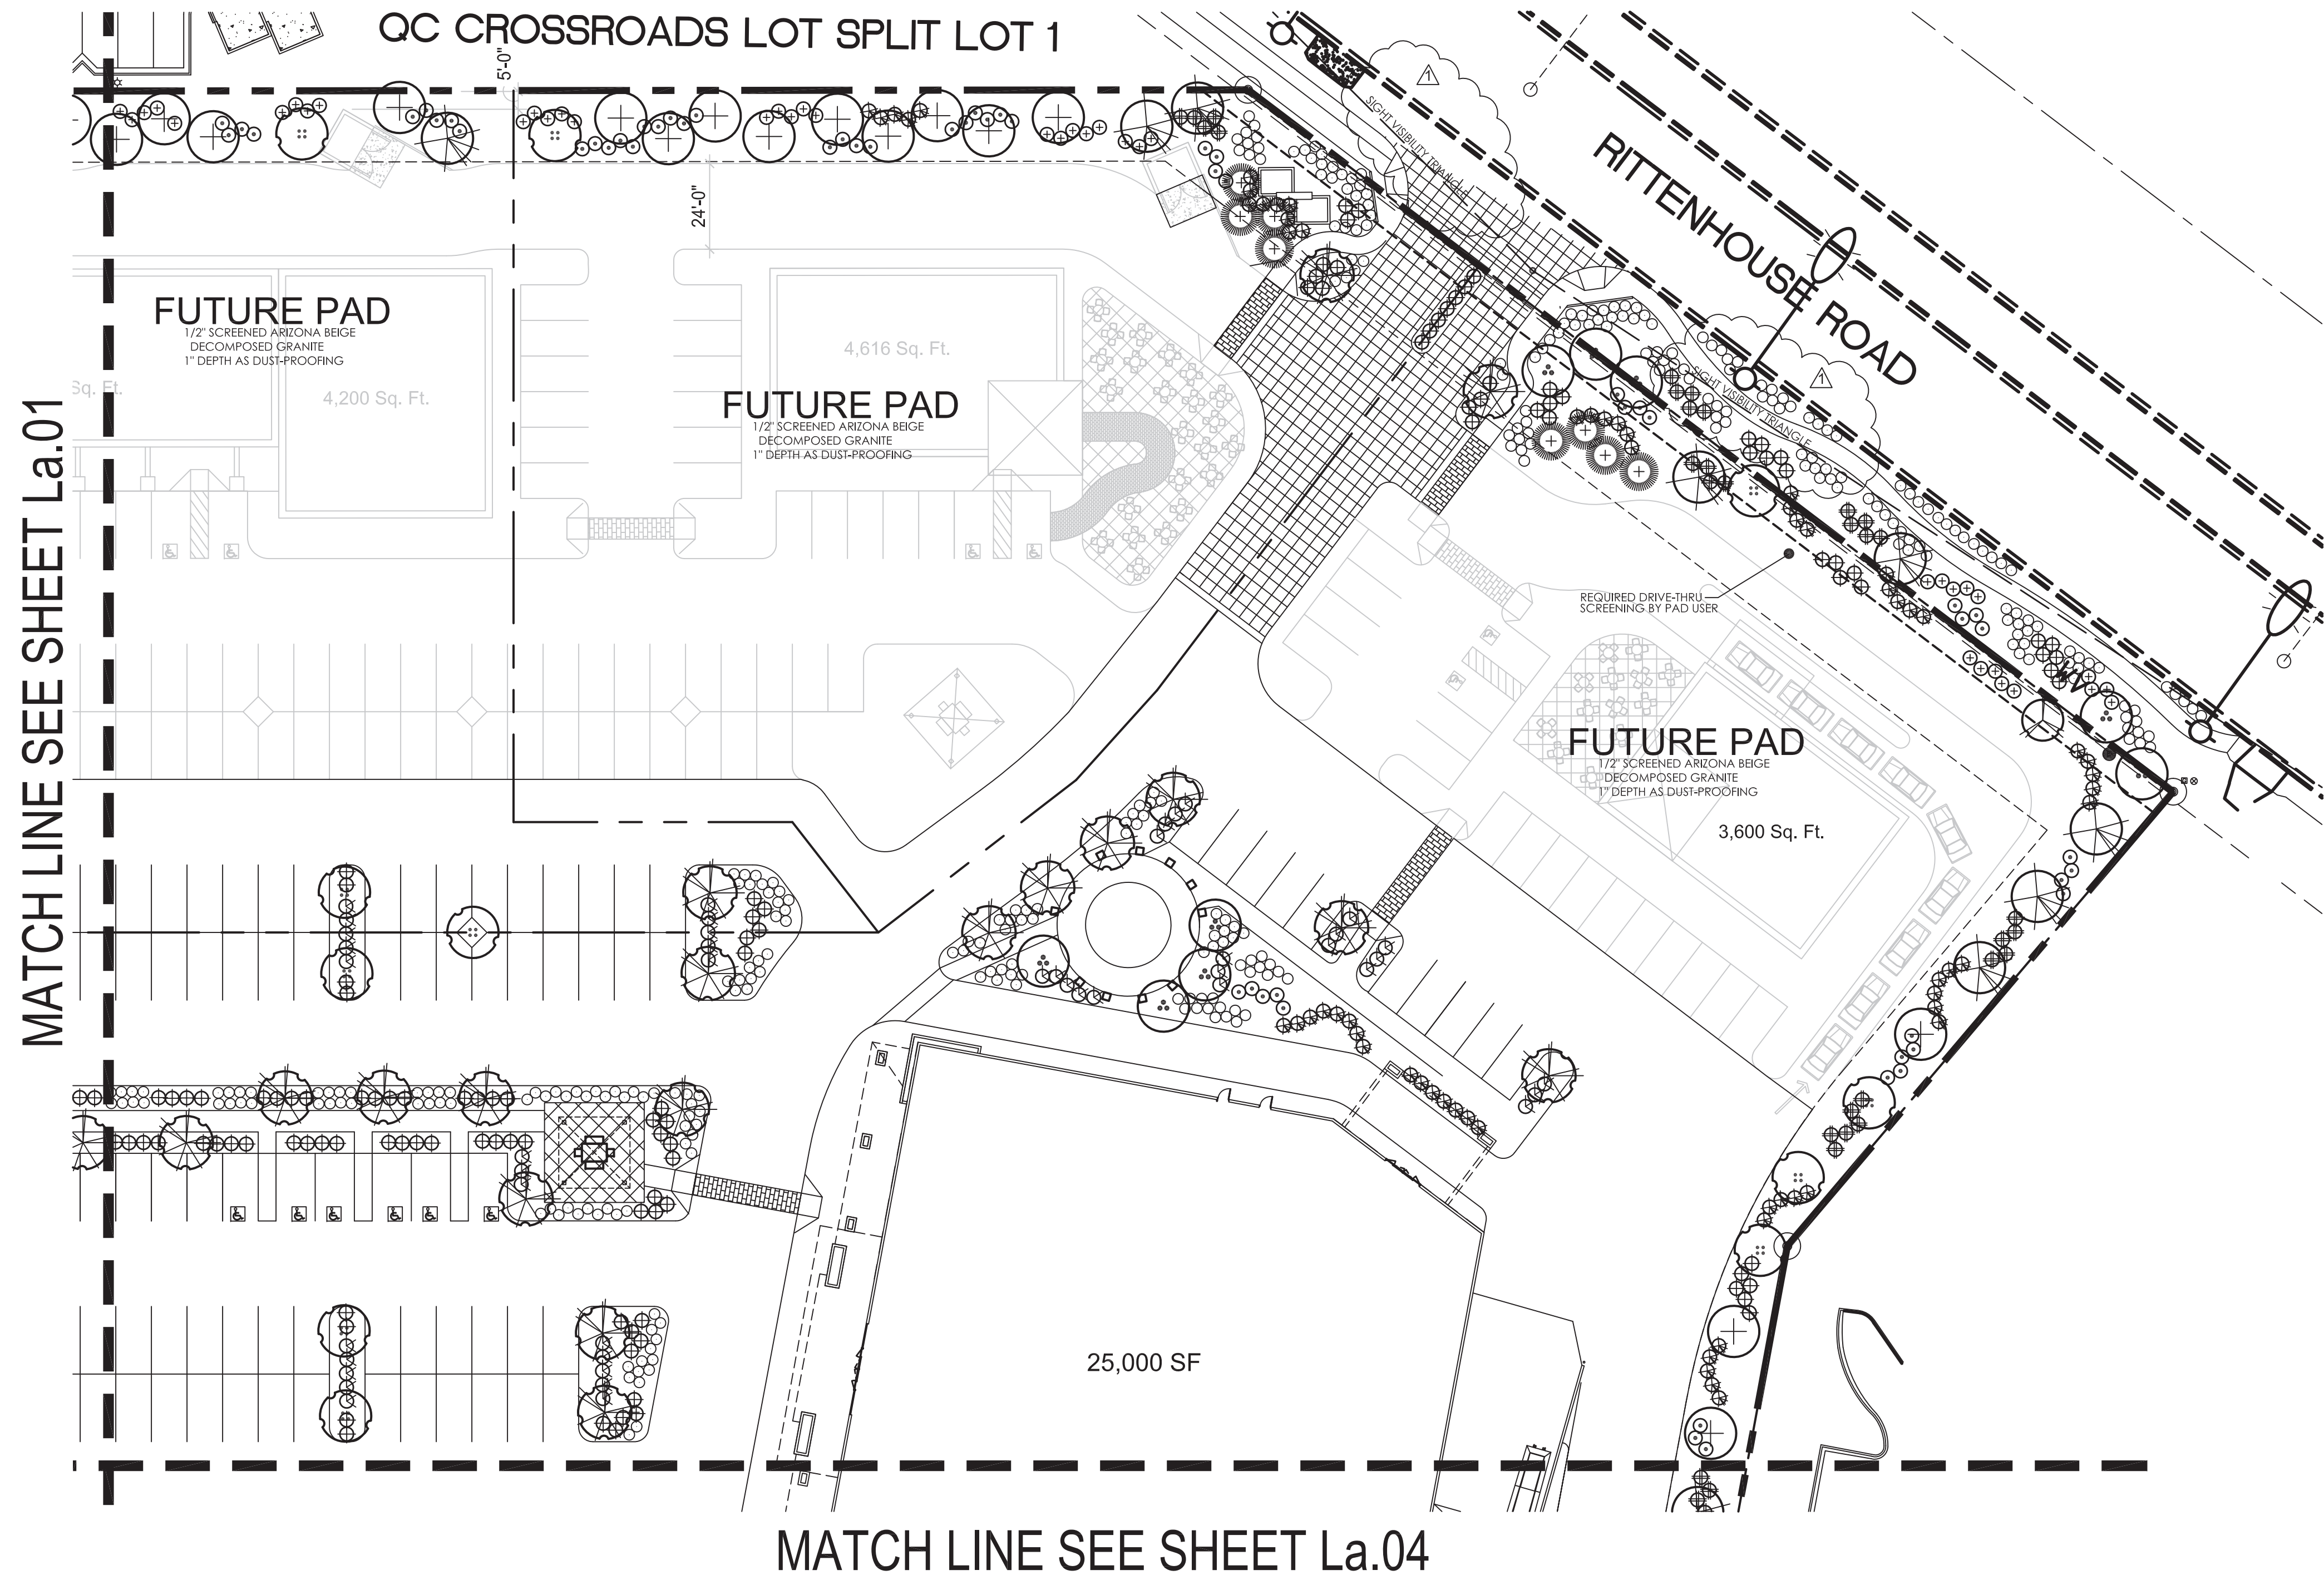 QC CROSSROADS LOT SPLIT LOT 1
5'-0"
1
SIGHT VISIBILITY TRIANGLE
RITTENHOUSE ROAD
24'-0"
FUTURE PAD
1/2" SCREENED ARIZONA BEIGE
DECOMPOSED GRANITE
1" DEPTH AS DUST-PROOFING
Sq. Ft.
4,200 Sq. Ft.
4,616 Sq. Ft.
FUTURE PAD
1/2" SCREENED ARIZONA BEIGE
DECOMPOSED GRANITE
1" DEPTH AS DUST-PROOFING
1
SIGHT VISIBILITY TRIANGLE
MATCH LINE SEE SHEET La.01
REQUIRED DRIVE-THRU
SCREENING BY PAD USER
FUTURE PAD
1/2" SCREENED ARIZONA BEIGE
DECOMPOSED GRANITE
1" DEPTH AS DUST-PROOFING
3,600 Sq. Ft.
25,000 SF
MATCH LINE SEE SHEET La.04